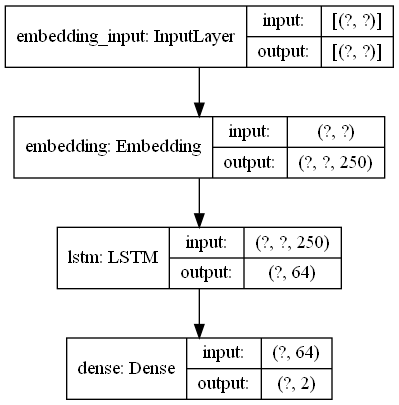 embedding_input: InputLayer
input: [(?, ?)]
output: [(?, ?)]
embedding: Embedding
input: (?, ?)
output: (?, ?, 250)
lstm: LSTM
input: (?, ?, 250)
output: (?, 64)
dense: Dense
input: (?, 64)
output: (?, 2)